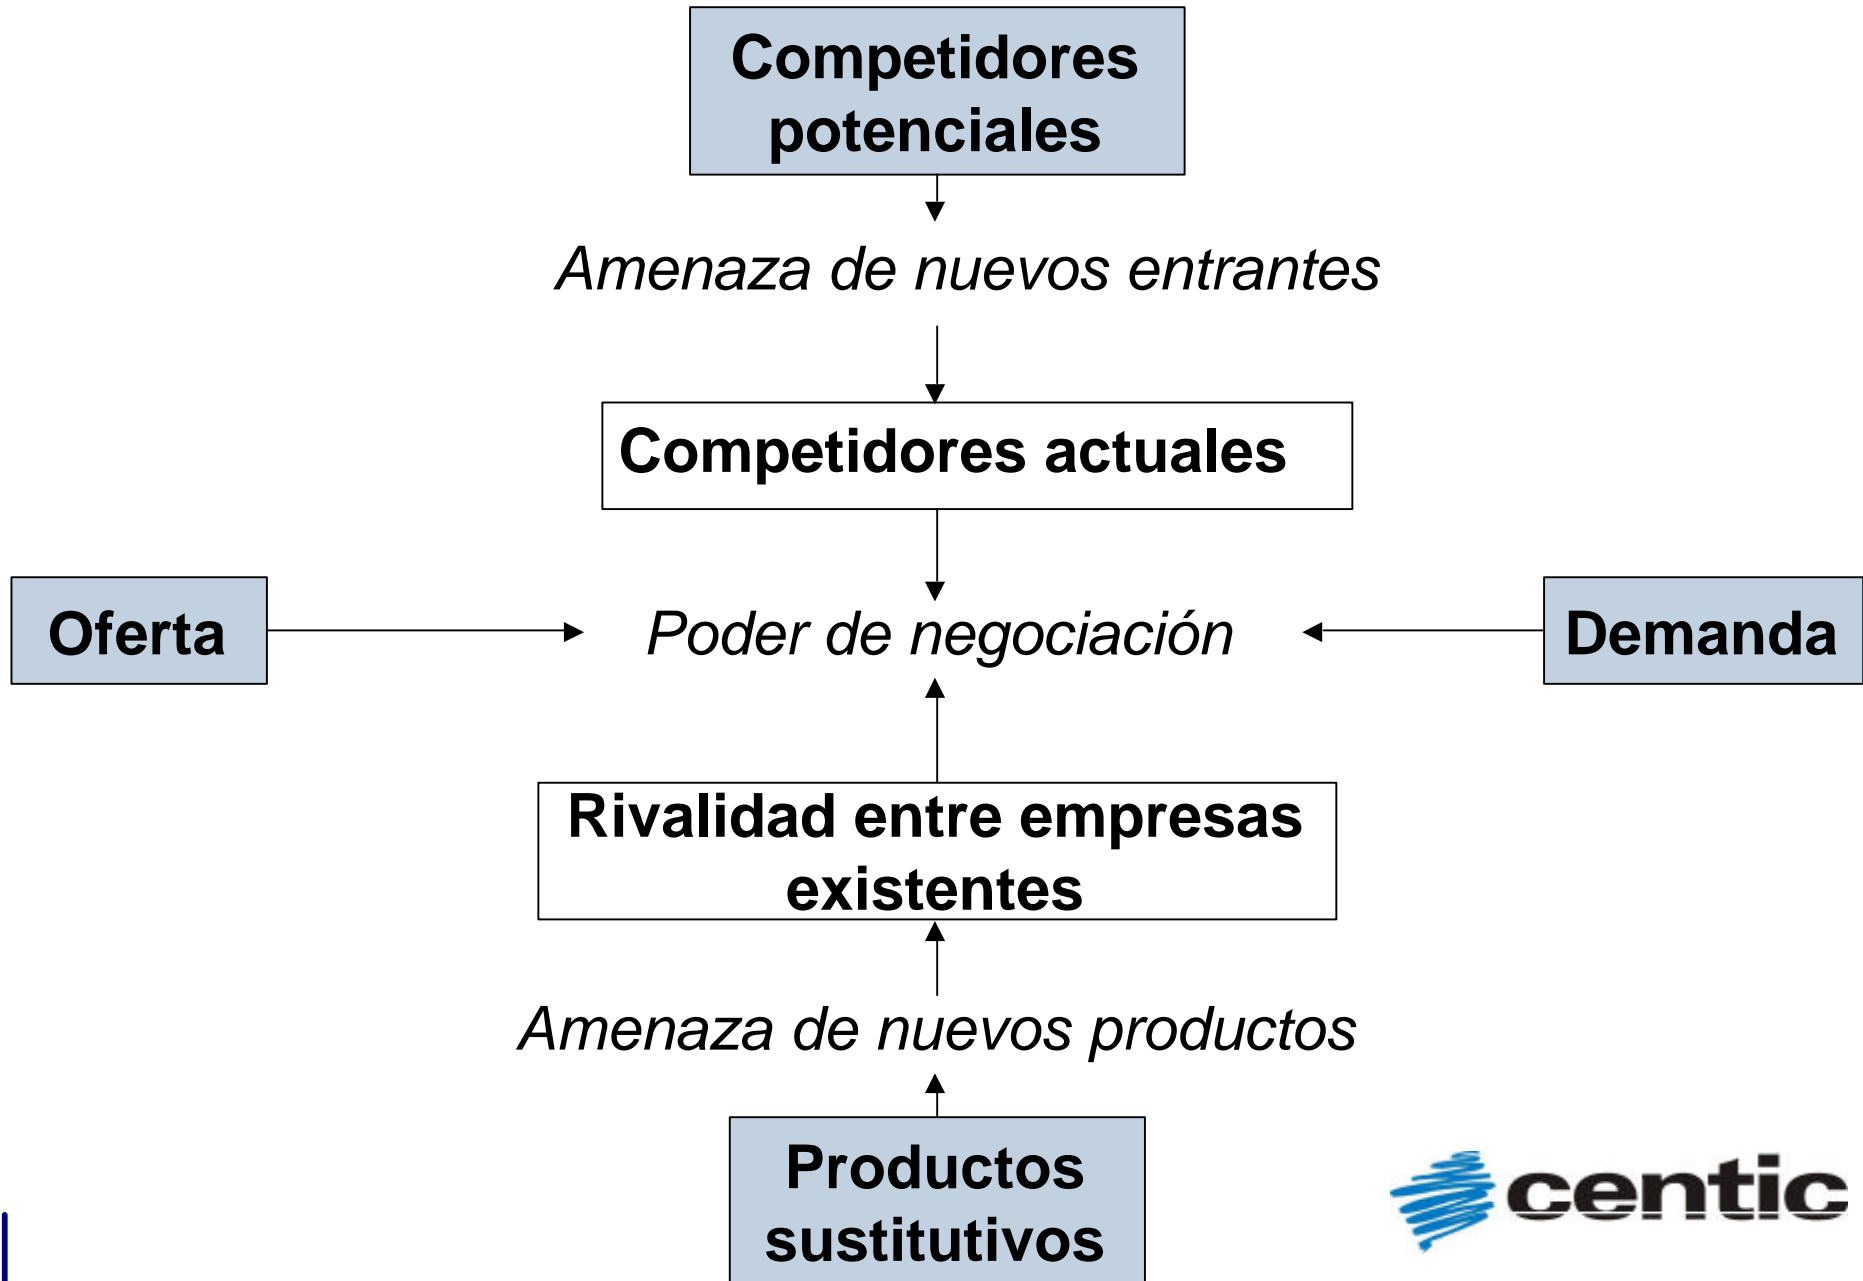 Competidores
potenciales
Amenaza de nuevos entrantes
Competidores actuales
Oferta
Poder de negociación
Demanda
Rivalidad entre empresas
existentes
Amenaza de nuevos productos
Productos
sustitutivos
centic